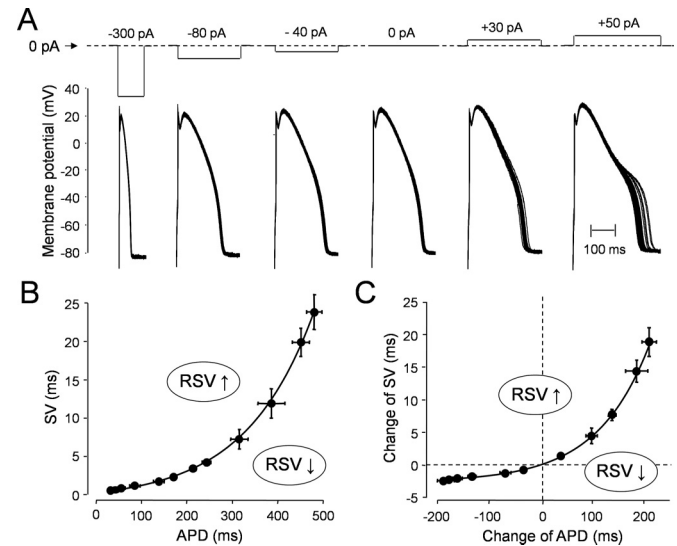 A
-300 pA -80 pA - 40 pA 0 pA +30 pA +50 pA
0 pA
Membrane potential (mV)
40
20
0
-20
-40
-60
-80
100 ms
B
SV (ms)
25
20
15
10
5
0
RSV ↑
RSV ↓
0 100 200 300 400 500
APD (ms)
C
Change of SV (ms)
25
20
15
10
5
0
-5
RSV ↑
RSV ↓
-200 -100 0 100 200
Change of APD (ms)